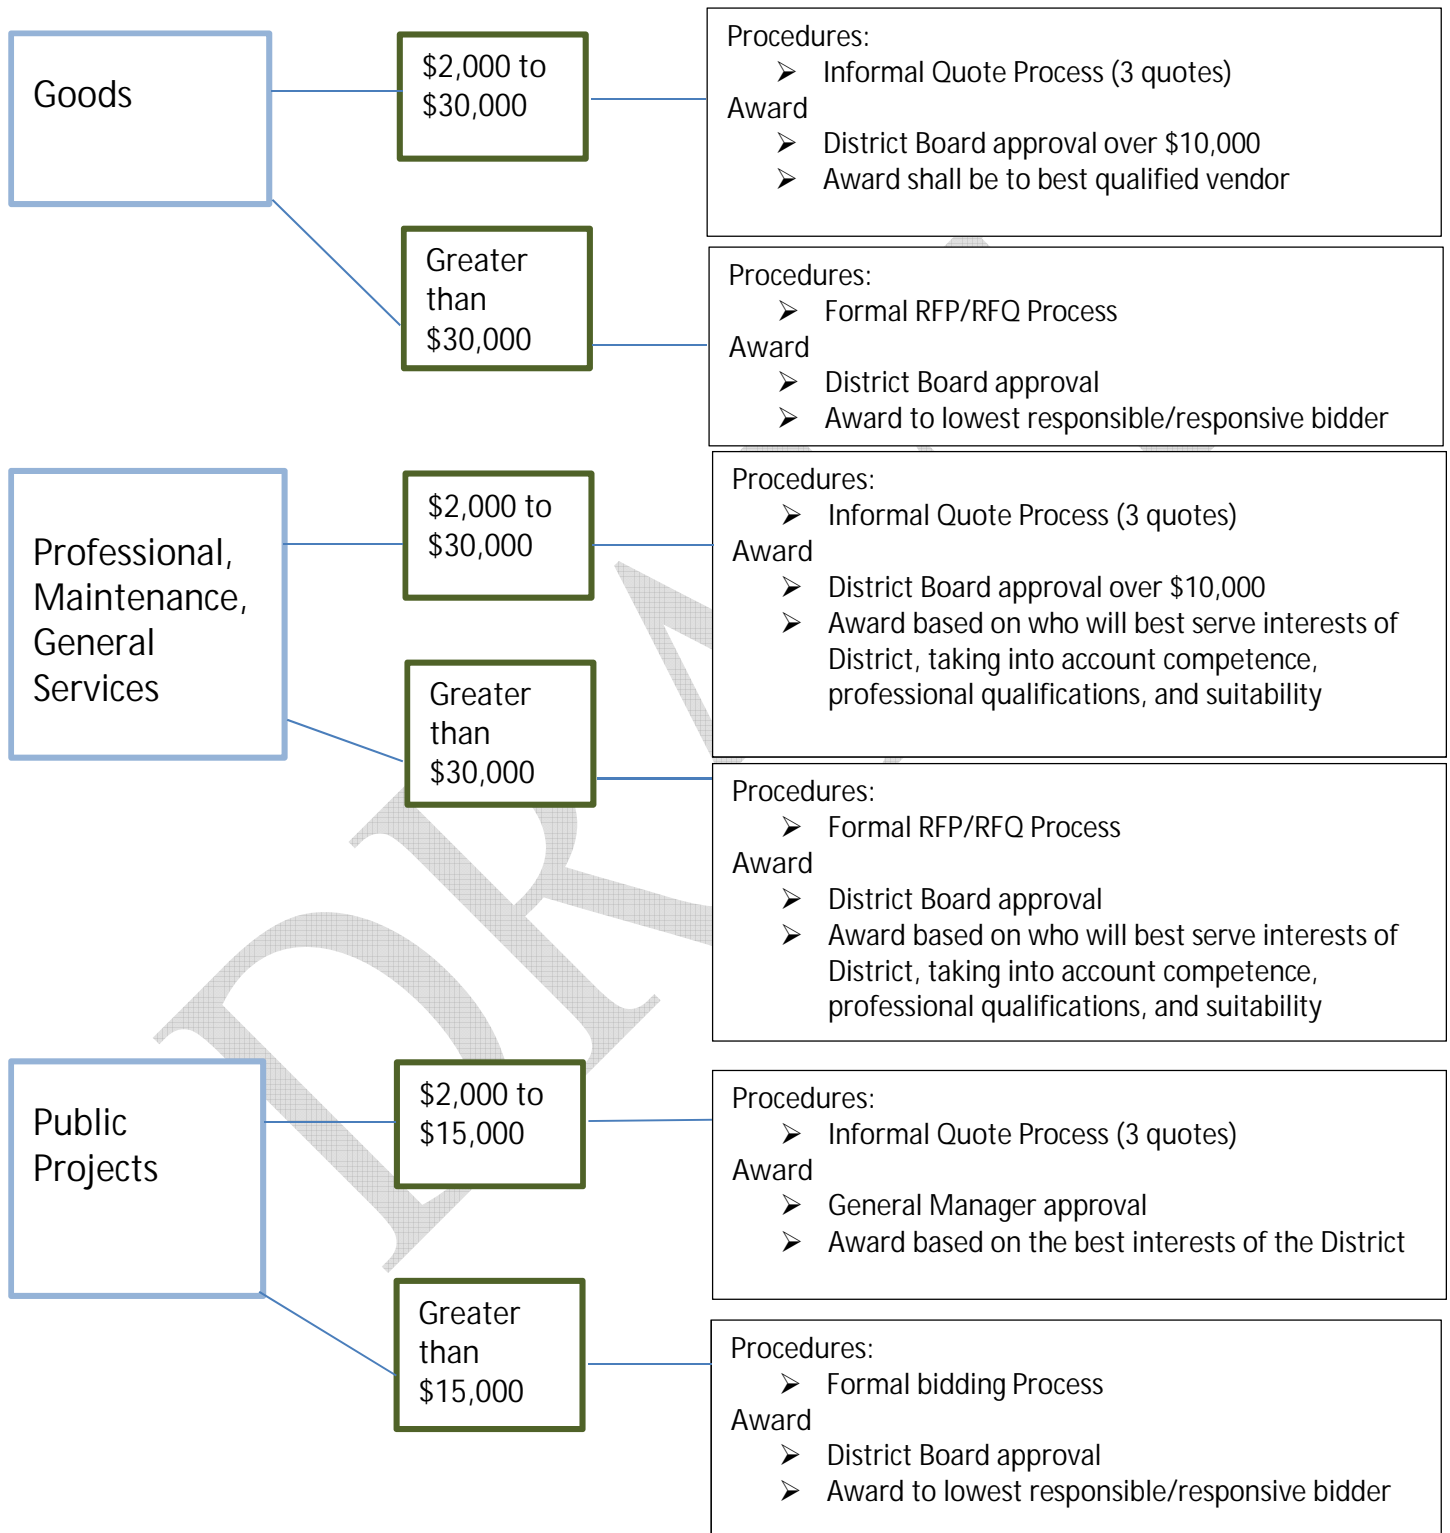 Goods
$2,000 to
$30,000
Procedures:
➢ Informal Quote Process (3 quotes)
Award
➢ District Board approval over $10,000
➢ Award shall be to best qualified vendor
Greater
than
$30,000
Procedures:
➢ Formal RFP/RFQ Process
Award
➢ District Board approval
➢ Award to lowest responsible/responsive bidder
Professional,
Maintenance,
General
Services
$2,000 to
$30,000
Procedures:
➢ Informal Quote Process (3 quotes)
Award
➢ District Board approval over $10,000
➢ Award based on who will best serve interests of
District, taking into account competence,
professional qualifications, and suitability
Greater
than
$30,000
Procedures:
➢ Formal RFP/RFQ Process
Award
➢ District Board approval
➢ Award based on who will best serve interests of
District, taking into account competence,
professional qualifications, and suitability
Public
Projects
$2,000 to
$15,000
Procedures:
➢ Informal Quote Process (3 quotes)
Award
➢ General Manager approval
➢ Award based on the best interests of the District
Greater
than
$15,000
Procedures:
➢ Formal bidding Process
Award
➢ District Board approval
➢ Award to lowest responsible/responsive bidder